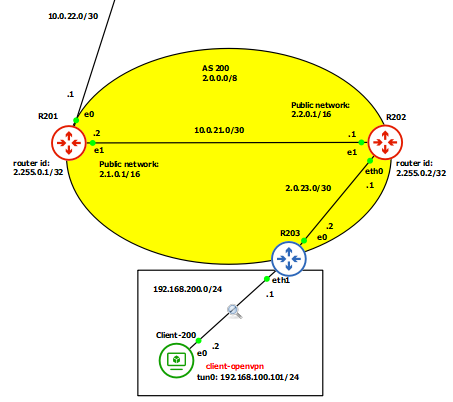 10.0.22.0/30
AS 200
2.0.0.0/8
.1
e0
R201
Public network:
2.2.0.1/16
R202
.2
10.0.21.0/30
.1
e1
e1
router id:
2.255.0.1/32
Public network:
2.1.0.1/16
router id:
2.255.0.2/32
eth0
.1
2.0.23.0/30
.2
R203
e0
eth1
192.168.200.0/24
.1
Client-200
.2
e0
client-openvpn
tun0: 192.168.100.101/24